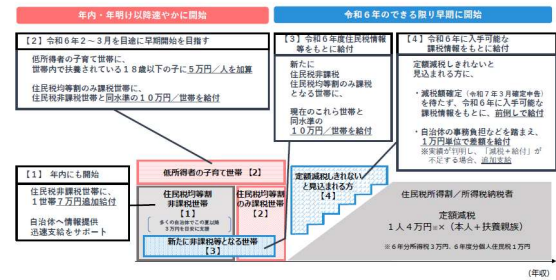 年内・年明け以降速やかに開始
令和6年のできる限り早期に開始
【2】令和6年2～3月を目途に早期開始を目指す
低所得者の子育て世帯に、
世帯内で扶養されている18歳以下の子に5万円/人を加算
住民税均等割のみ課税世帯に、
住民税非課税世帯と同水準の10万円/世帯を給付
【3】令和6年度住民税情報
等をもとに給付
新たに
住民税非課税
住民税均等割のみ課税
となる世帯に、
現在のこれら世帯と
同水準の
10万円/世帯を給付
【4】令和6年に入手可能な
課税情報をもとに給付
定額減税しきれないと
見込まれる方に、
・減税額確定(令和7年3月確定申告)
を待たず、令和6年に入手可能な
課税情報をもとに、前倒しで給付
・自治体の事務負担などを踏まえ、
1万円単位で差額を給付
※実績が判明し、「減税+給付」が
不足する場合、追加支給
【1】年内にも開始
住民税非課税世帯に、
1世帯7万円追加給付
自治体へ情報提供
迅速支給をサポート
低所得者の子育て世帯【2】
住民税均等割
非課税世帯
【1】
多くの自治体でこの夏以降
3万円を目安に支援
住民税均等割
のみ課税世帯
【2】
新たに非課税等となる世帯
【3】
定額減税しきれない
と見込まれる方
【4】
住民税所得割/所得税納税者
定額減税
1人4万円※×(本人+扶養親族)
※6年分所得税3万円、6年度分個人住民税1万円
(年収)